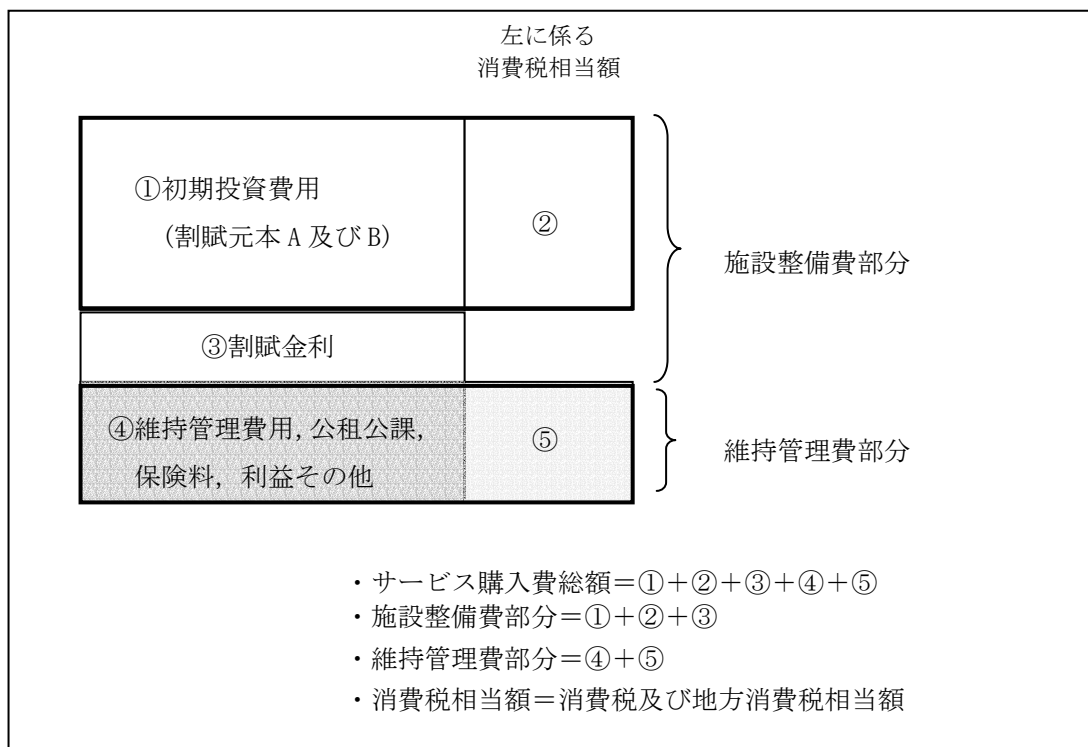 左に係る
消費税相当額
①初期投資費用
(割賦元本 A 及び B)
②
施設整備費部分
③割賦金利
④維持管理費用, 公租公課,
保険料, 利益その他
⑤
維持管理費部分
・サービス購入費総額＝①＋②＋③＋④＋⑤
・施設整備費部分＝①＋②＋③
・維持管理費部分＝④＋⑤
・消費税相当額＝消費税及び地方消費税相当額